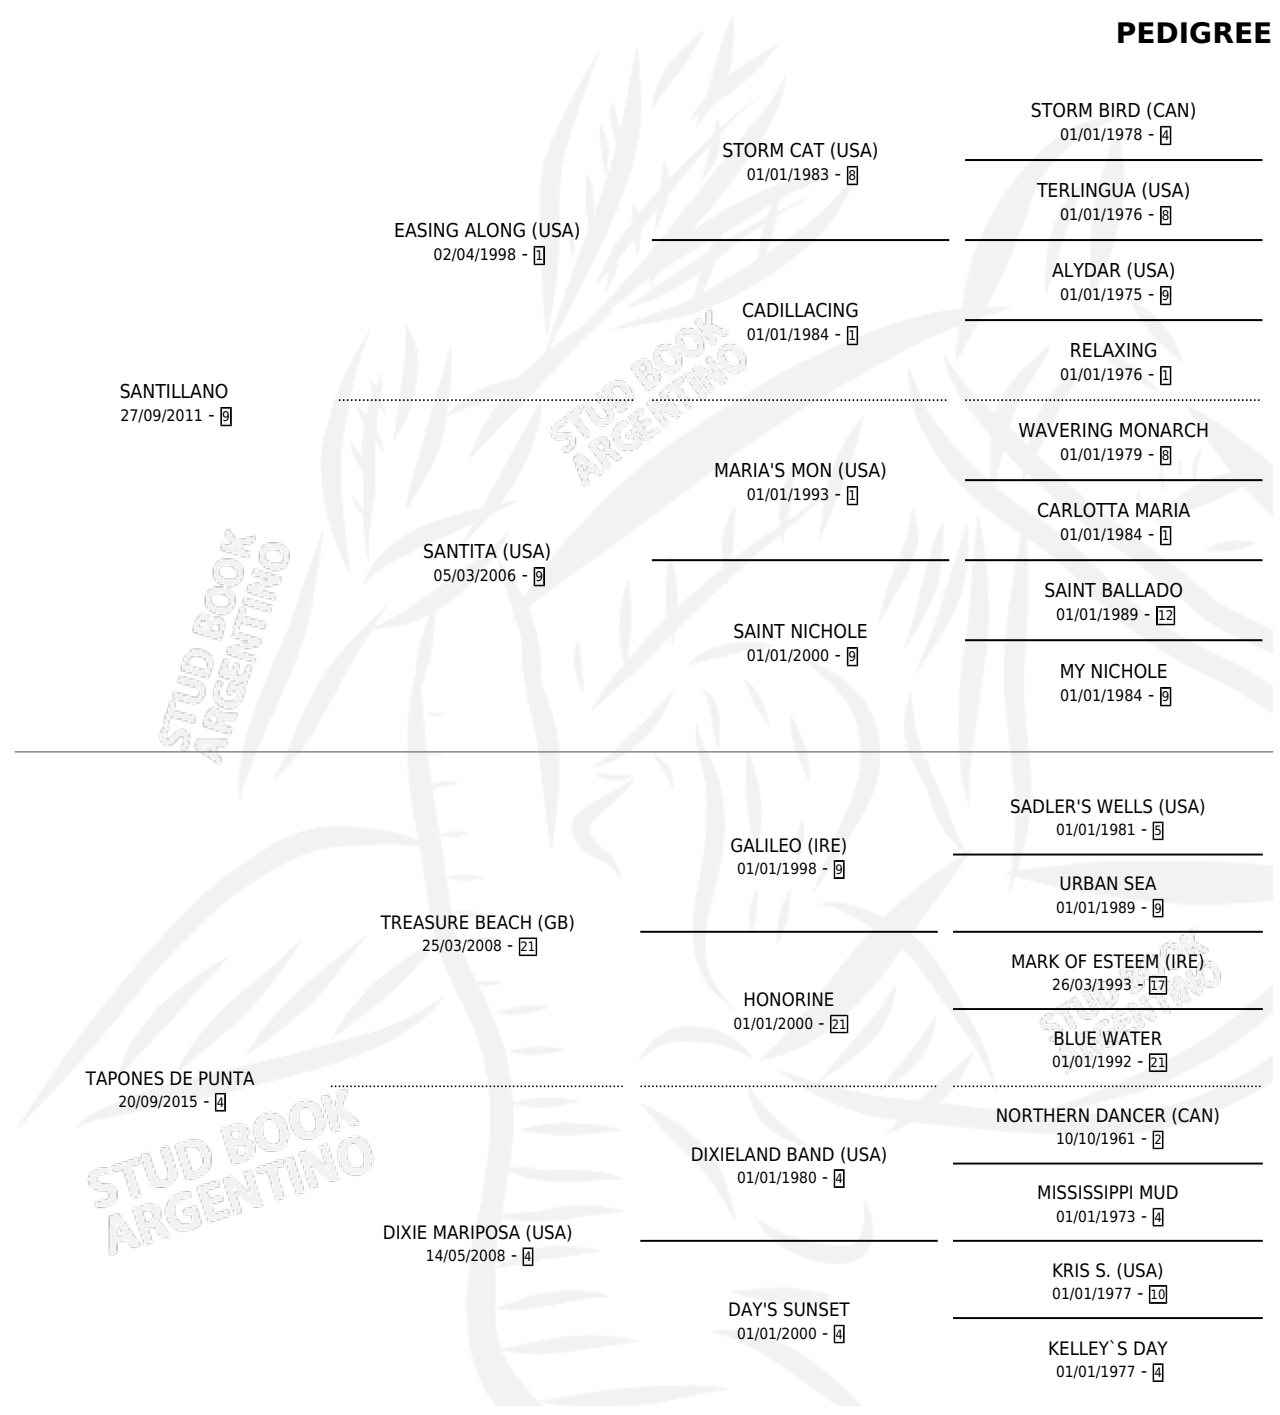 PEDIGREE
STORM BIRD (CAN)
01/01/1978 - 4
STORM CAT (USA)
01/01/1983 - 8
TERLINGUA (USA)
01/01/1976 - 8
EASING ALONG (USA)
02/04/1998 - 1
ALYDAR (USA)
01/01/1975 - 9
CADILLACING
01/01/1984 - 1
RELAXING
01/01/1976 - 1
SANTILLANO
27/09/2011 - 9
WAVERING MONARCH
01/01/1979 - 8
MARIA'S MON (USA)
01/01/1993 - 1
CARLOTTA MARIA
01/01/1984 - 1
SANTITA (USA)
05/03/2006 - 9
SAINT BALLADO
01/01/1989 - 12
SAINT NICHOLE
01/01/2000 - 9
MY NICHOLE
01/01/1984 - 9
SADLER'S WELLS (USA)
01/01/1981 - 5
GALILEO (IRE)
01/01/1998 - 9
URBAN SEA
01/01/1989 - 9
TREASURE BEACH (GB)
25/03/2008 - 21
MARK OF ESTEEM (IRE)
26/03/1993 - 17
HONORINE
01/01/2000 - 21
BLUE WATER
01/01/1992 - 21
TAPONES DE PUNTA
20/09/2015 - 4
NORTHERN DANCER (CAN)
10/10/1961 - 2
DIXIELAND BAND (USA)
01/01/1980 - 4
MISSISSIPPI MUD
01/01/1973 - 4
DIXIE MARIPOSA (USA)
14/05/2008 - 4
KRIS S. (USA)
01/01/1977 - 10
DAY'S SUNSET
01/01/2000 - 4
KELLEY`S DAY
01/01/1977 - 4
STUD BOOK
ARGENTINO
STUD BOOK
ARGENTINO
STUD BOOK
ARGENTINO
STUD BOOK
ARGENTINO